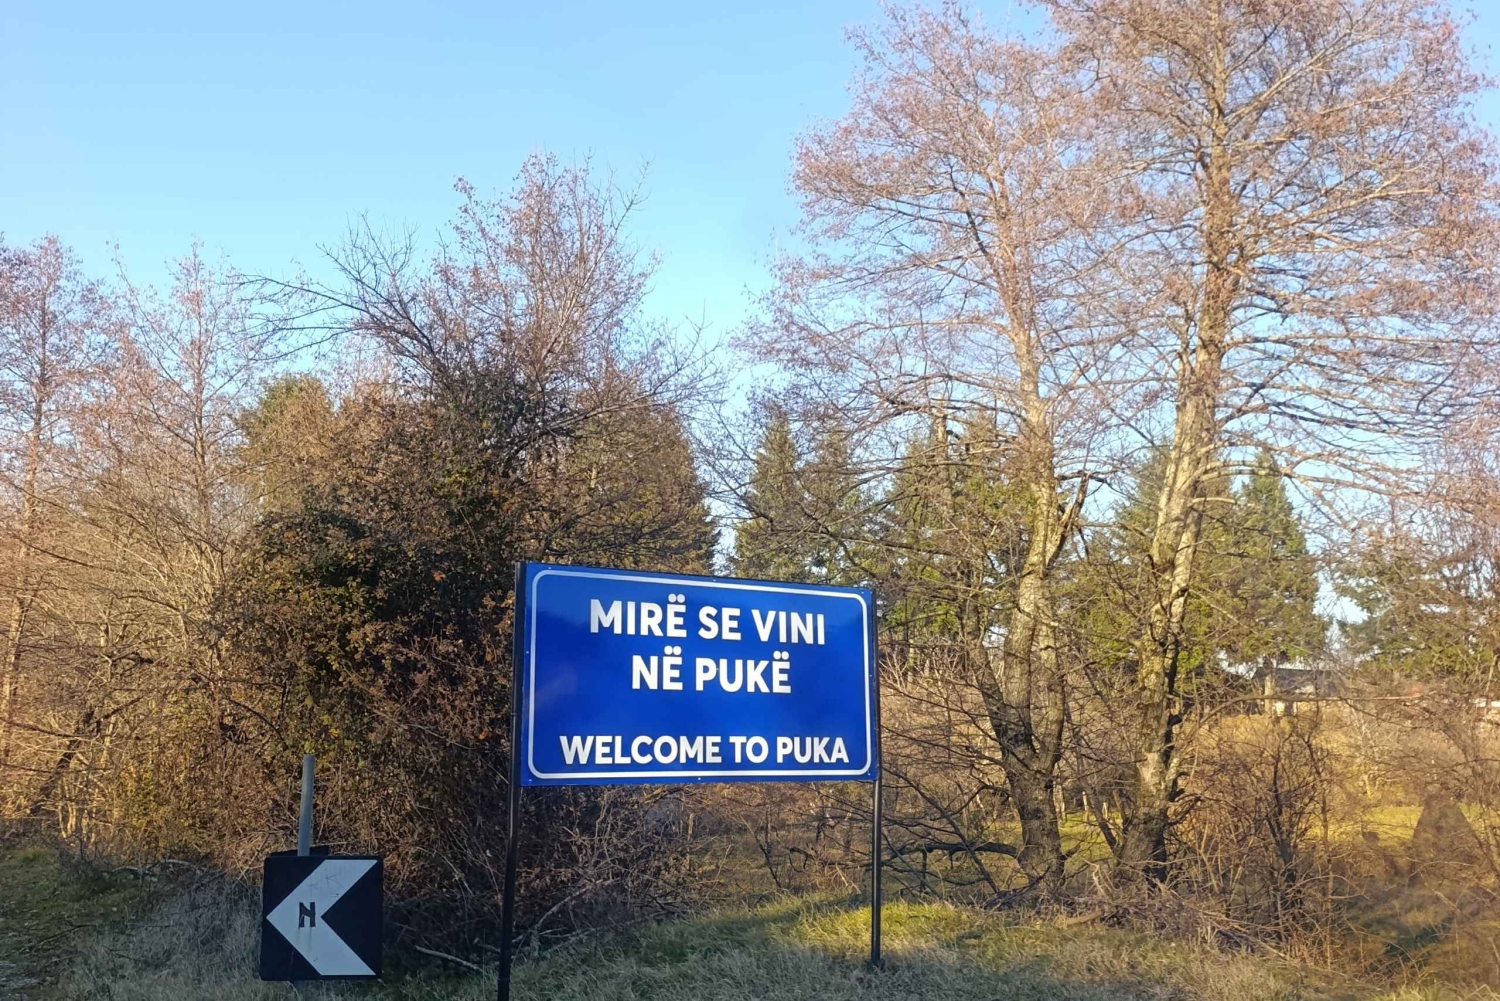 MIRË SE VINI
NË PUKË
WELCOME TO PUKA
N